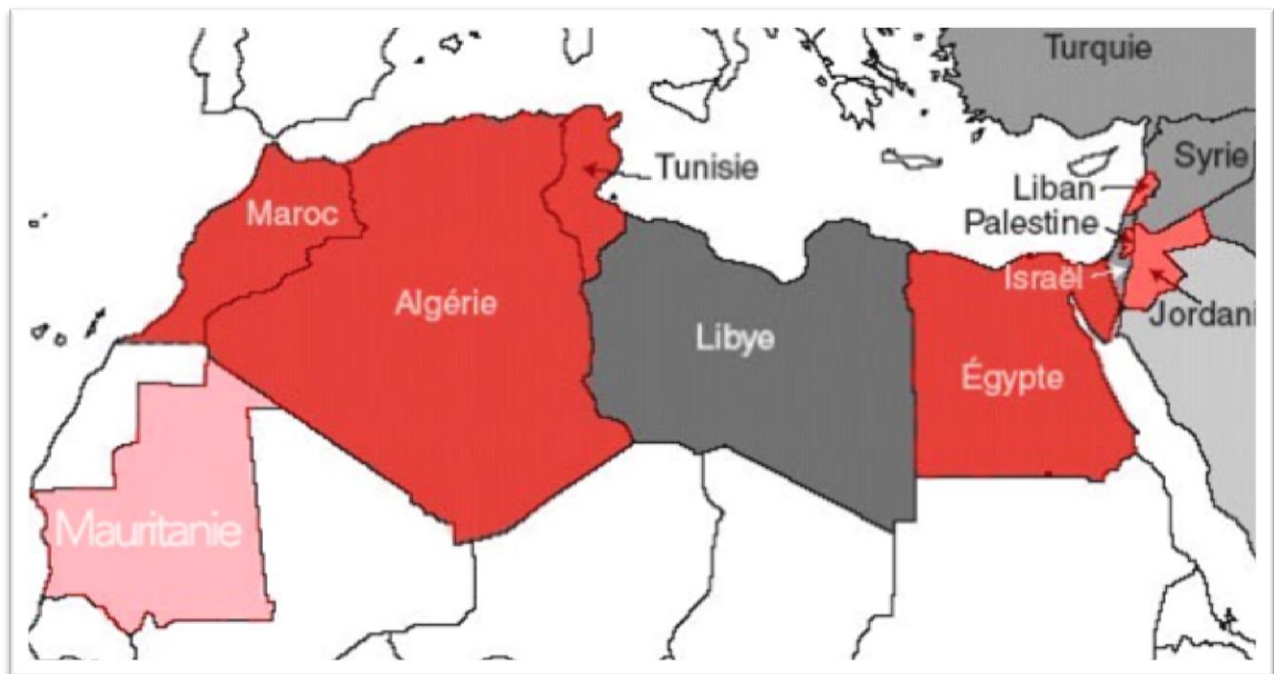 Turquie
Syrie
Tunisie
Liban
Maroc
Palestine
Israël
Algérie
Jordani
Libye
Égypte
Mauritanie